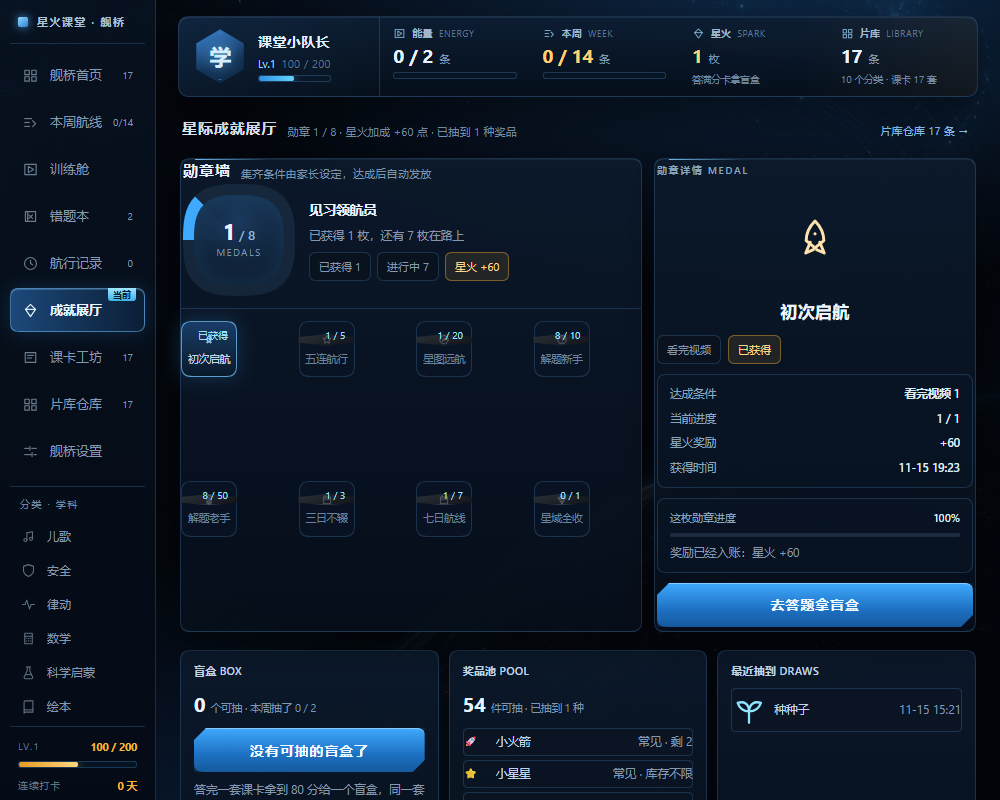 星火课堂 · 舰桥
舰桥首页 17
本周航线 0/14
训练舱
错题本 2
航行记录 0
当前
成就展厅
课卡工坊 17
片库仓库 17
舰桥设置
分类 · 学科
儿歌
安全
律动
数学
科学启蒙
绘本
LV.1 100 / 200
连续打卡 0 天
学
课堂小队长
Lv.1 100 / 200
能量 ENERGY
0 / 2 条
本周 WEEK
0 / 14 条
星火 SPARK
1 枚
答满分卡拿盲盒
片库 LIBRARY
17 条
10 个分类 · 课卡 17 套
星际成就展厅 勋章 1 / 8 · 星火加成 +60 点 · 已抽到 1 种奖品
片库仓库 17 条 →
勋章墙 集齐条件由家长设定，达成后自动发放
1 / 8
MEDALS
见习领航员
已获得 1 枚，还有 7 枚在路上
已获得 1 进行中 7 星火 +60
已获得
初次启航
1 / 5
五连航行
1 / 20
星图远航
8 / 10
解题新手
8 / 50
解题老手
1 / 3
三日不辍
1 / 7
七日航线
0 / 1
星域全收
勋章详情 MEDAL
初次启航
看完视频 已获得
达成条件 看完视频 1
当前进度 1 / 1
星火奖励 +60
获得时间 11-15 19:23
这枚勋章进度 100%
奖励已经入账：星火 +60
去答题拿盲盒
盲盒 BOX
0 个可抽 · 本周抽了 0 / 2
没有可抽的盲盒了
答完一套课卡拿到 80 分给一个盲盒，同一套
奖品池 POOL
54 件可抽 · 已抽到 1 种
小火箭 常见 · 剩 2
小星星 常见 · 库存不限
最近抽到 DRAWS
种种子 11-15 15:21